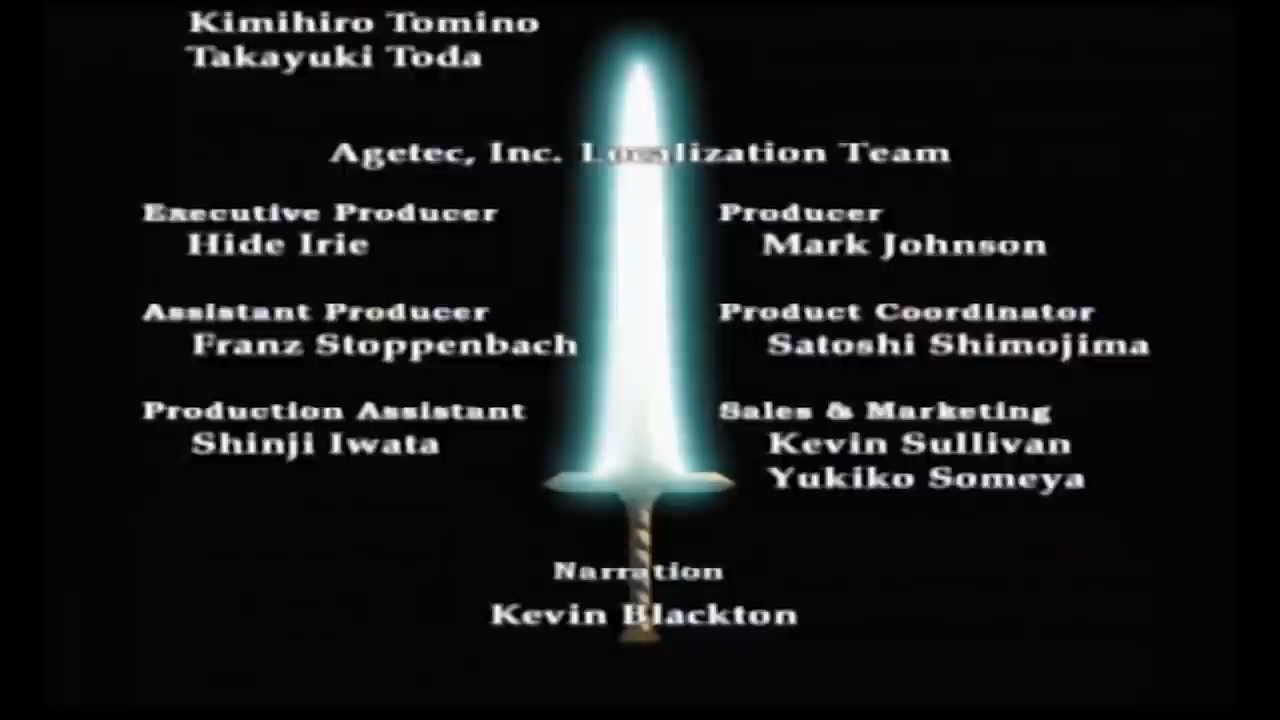 Kimihiro Tomino
Takayuki Toda
Agetec, Inc. Localization Team
Executive Producer
Hide Irie
Producer
Mark Johnson
Assistant Producer
Franz Stoppenbach
Product Coordinator
Satoshi Shimojima
Production Assistant
Shinji Iwata
Sales & Marketing
Kevin Sullivan
Yukiko Someya
Narration
Kevin Blackton